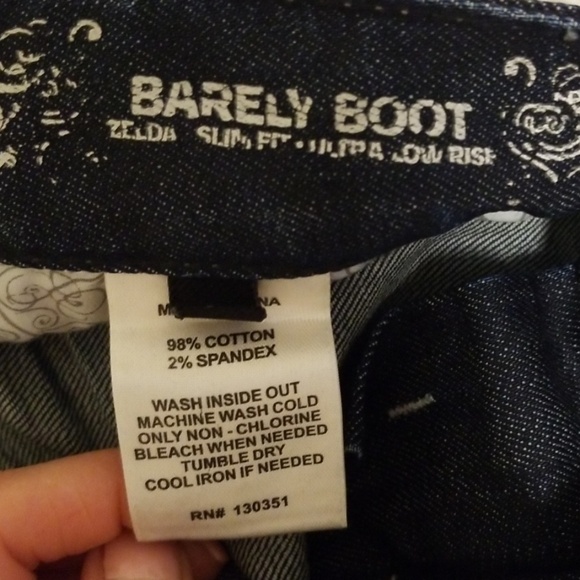 BARELY BOOT
ZELDA SLIM FIT • ULTRA LOW RISE
98% COTTON
2% SPANDEX
WASH INSIDE OUT
MACHINE WASH COLD
ONLY NON - CHLORINE
BLEACH WHEN NEEDED
TUMBLE DRY
COOL IRON IF NEEDED
RN# 130351